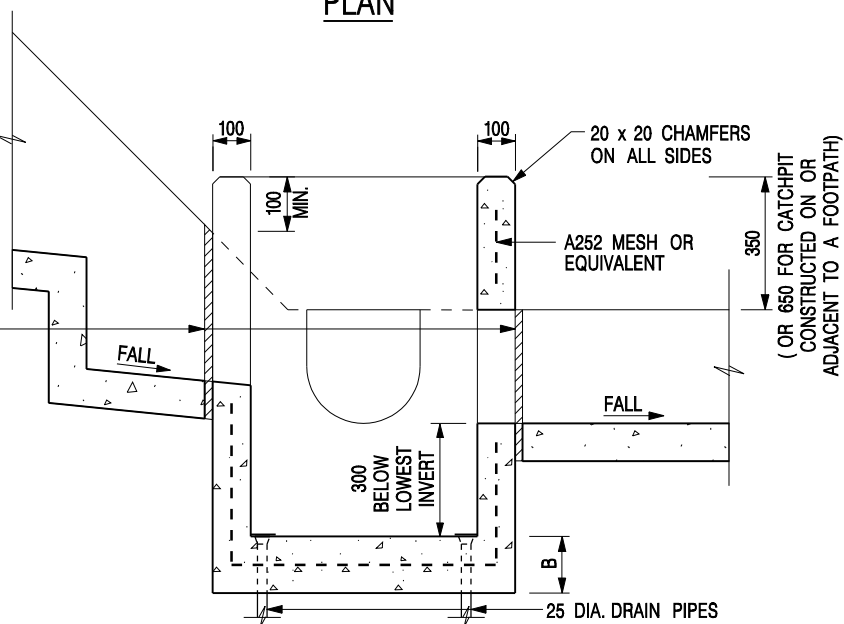 PLAN
100
100
20 x 20 CHAMFERS
ON ALL SIDES
100
MIN.
A252 MESH OR
EQUIVALENT
350
( OR 650 FOR CATCHPIT
CONSTRUCTED ON OR
ADJACENT TO A FOOTPATH)
FALL
FALL
300
BELOW
LOWEST
INVERT
B
25 DIA. DRAIN PIPES